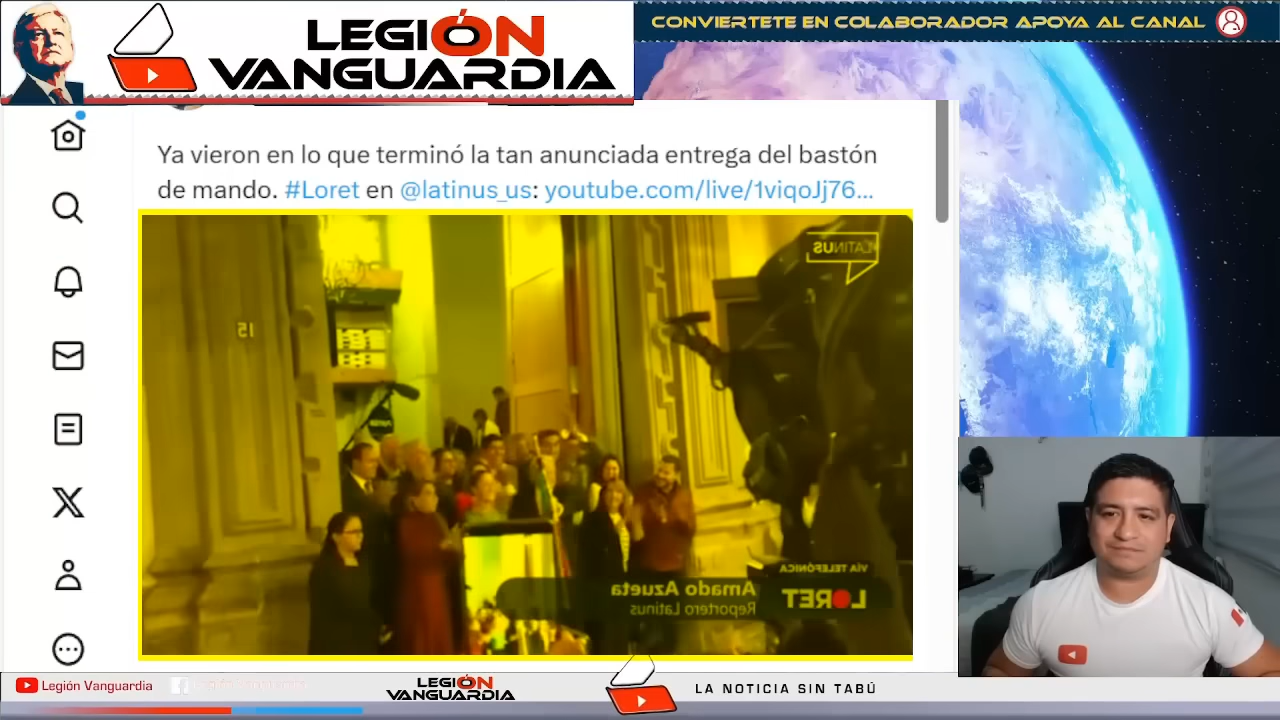 LEGIÓN
VANGUARDIA
CONVIERTETE EN COLABORADOR APOYA AL CANAL
Ya vieron en lo que terminó la tan anunciada entrega del bastón
de mando. #Loret en @latinus_us: youtube.com/live/1viqoJj76...
LATINUS
15
VÍA TELEFÓNICA
Amado Azueta
LORET
Reportero Latinus
Legión Vanguardia
LEGIÓN
VANGUARDIA
LA NOTICIA SIN TABÚ